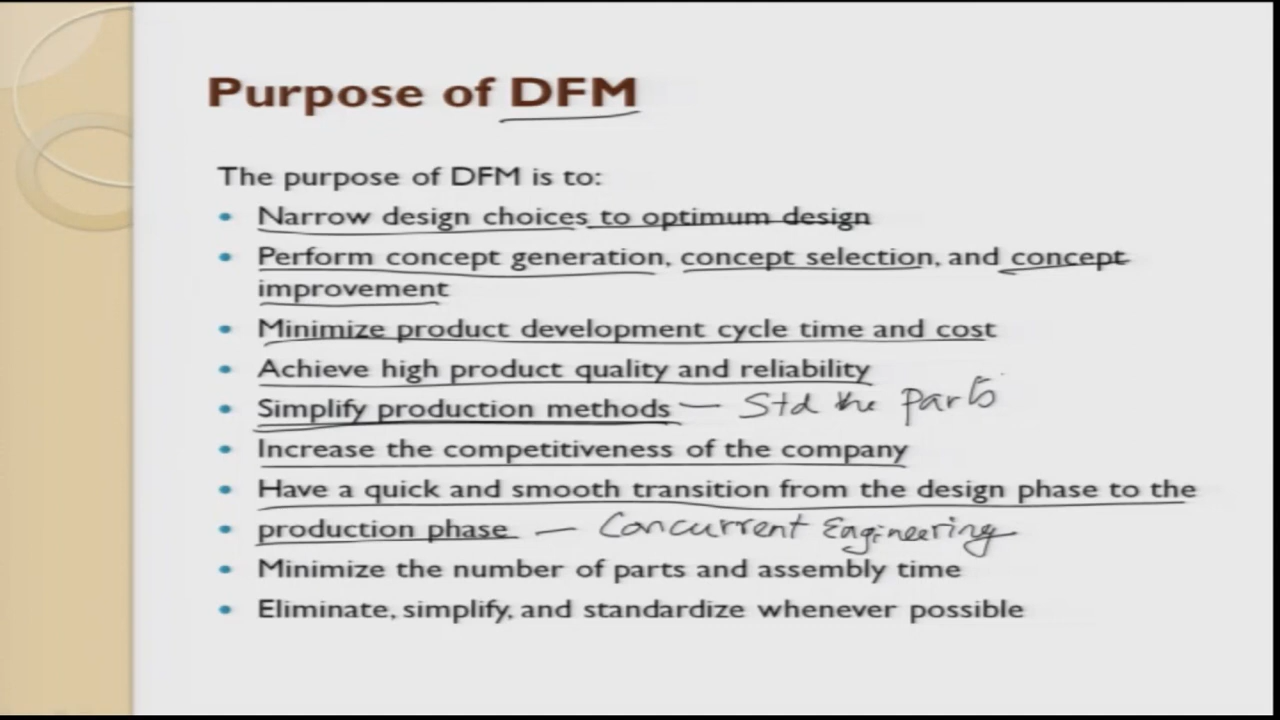 Purpose of DFM
The purpose of DFM is to:
• Narrow design choices to optimum design
• Perform concept generation, concept selection, and concept
improvement
• Minimize product development cycle time and cost
• Achieve high product quality and reliability
• Simplify production methods — Std the parts
• Increase the competitiveness of the company
• Have a quick and smooth transition from the design phase to the
• production phase — Concurrent Engineering
• Minimize the number of parts and assembly time
• Eliminate, simplify, and standardize whenever possible